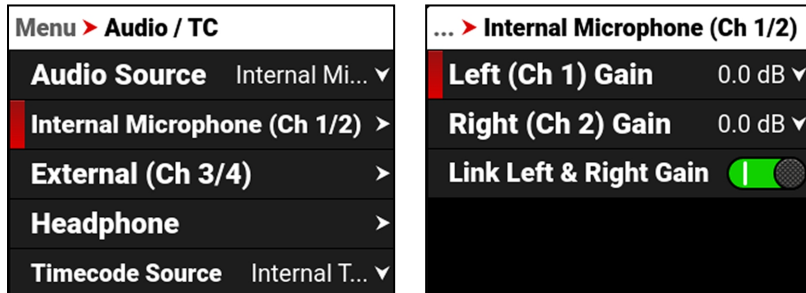 Menu > Audio / TC
Audio Source Internal Mi...
Internal Microphone (Ch 1/2) >
External (Ch 3/4) >
Headphone >
Timecode Source Internal T...
... > Internal Microphone (Ch 1/2)
Left (Ch 1) Gain 0.0 dB
Right (Ch 2) Gain 0.0 dB
Link Left & Right Gain